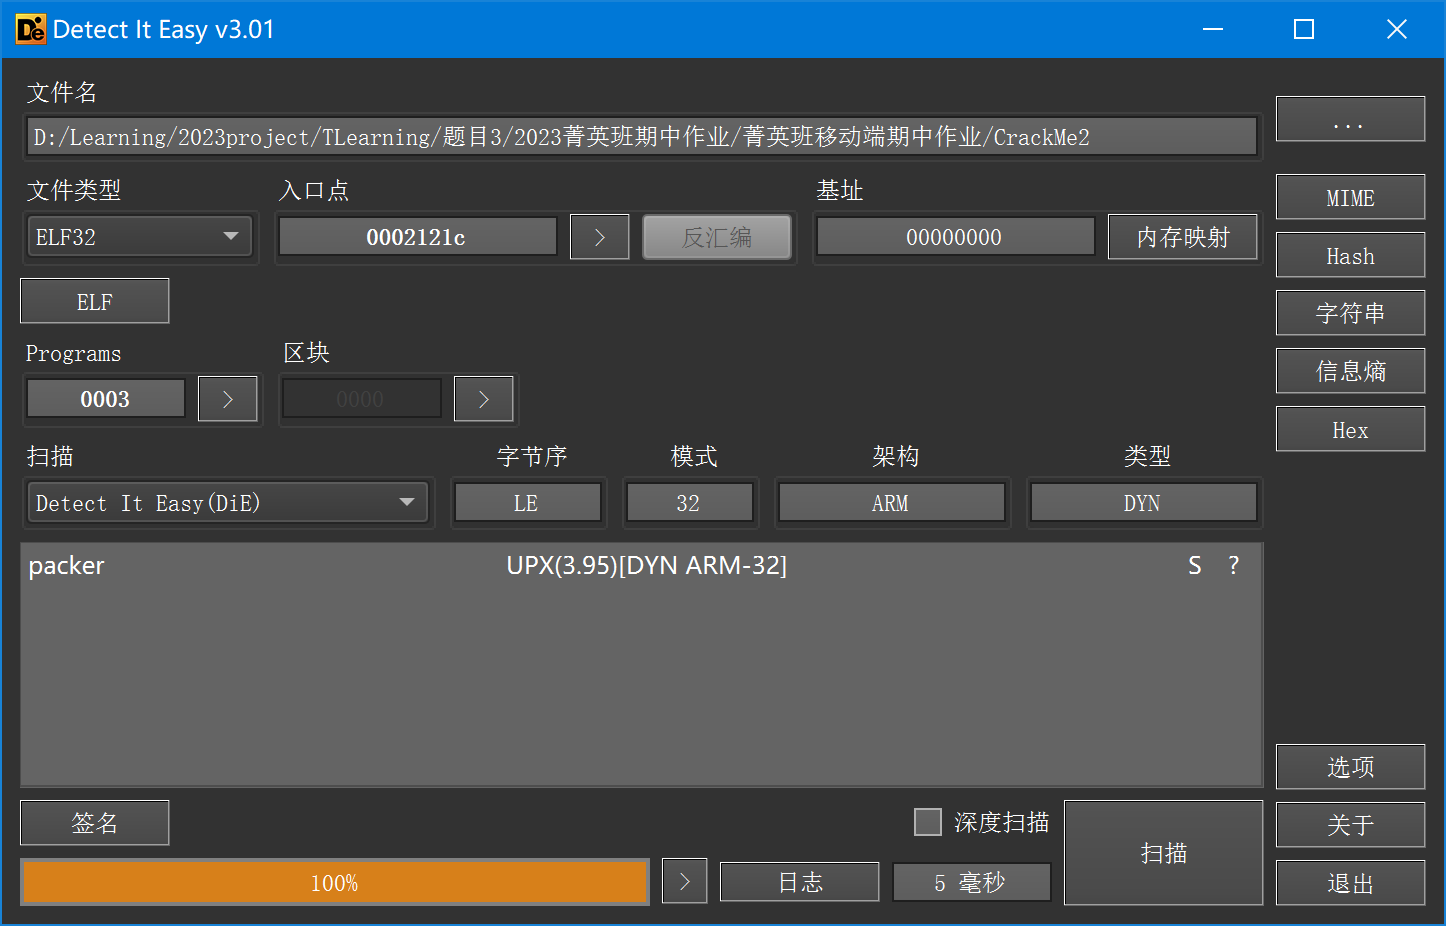 Detect It Easy v3.01
文件名
D:/Learning/2023project/TLearning/题目3/2023菁英班期中作业/菁英班移动端期中作业/CrackMe2
...
文件类型
入口点
基址
MIME
ELF32
0002121c
>
反汇编
00000000
内存映射
Hash
ELF
字符串
Programs
区块
信息熵
0003
>
0000
>
Hex
扫描
字节序
模式
架构
类型
Detect It Easy(DiE)
LE
32
ARM
DYN
packer
UPX(3.95)[DYN ARM-32]
S ?
选项
签名
深度扫描
扫描
关于
100%
>
日志
5 毫秒
退出